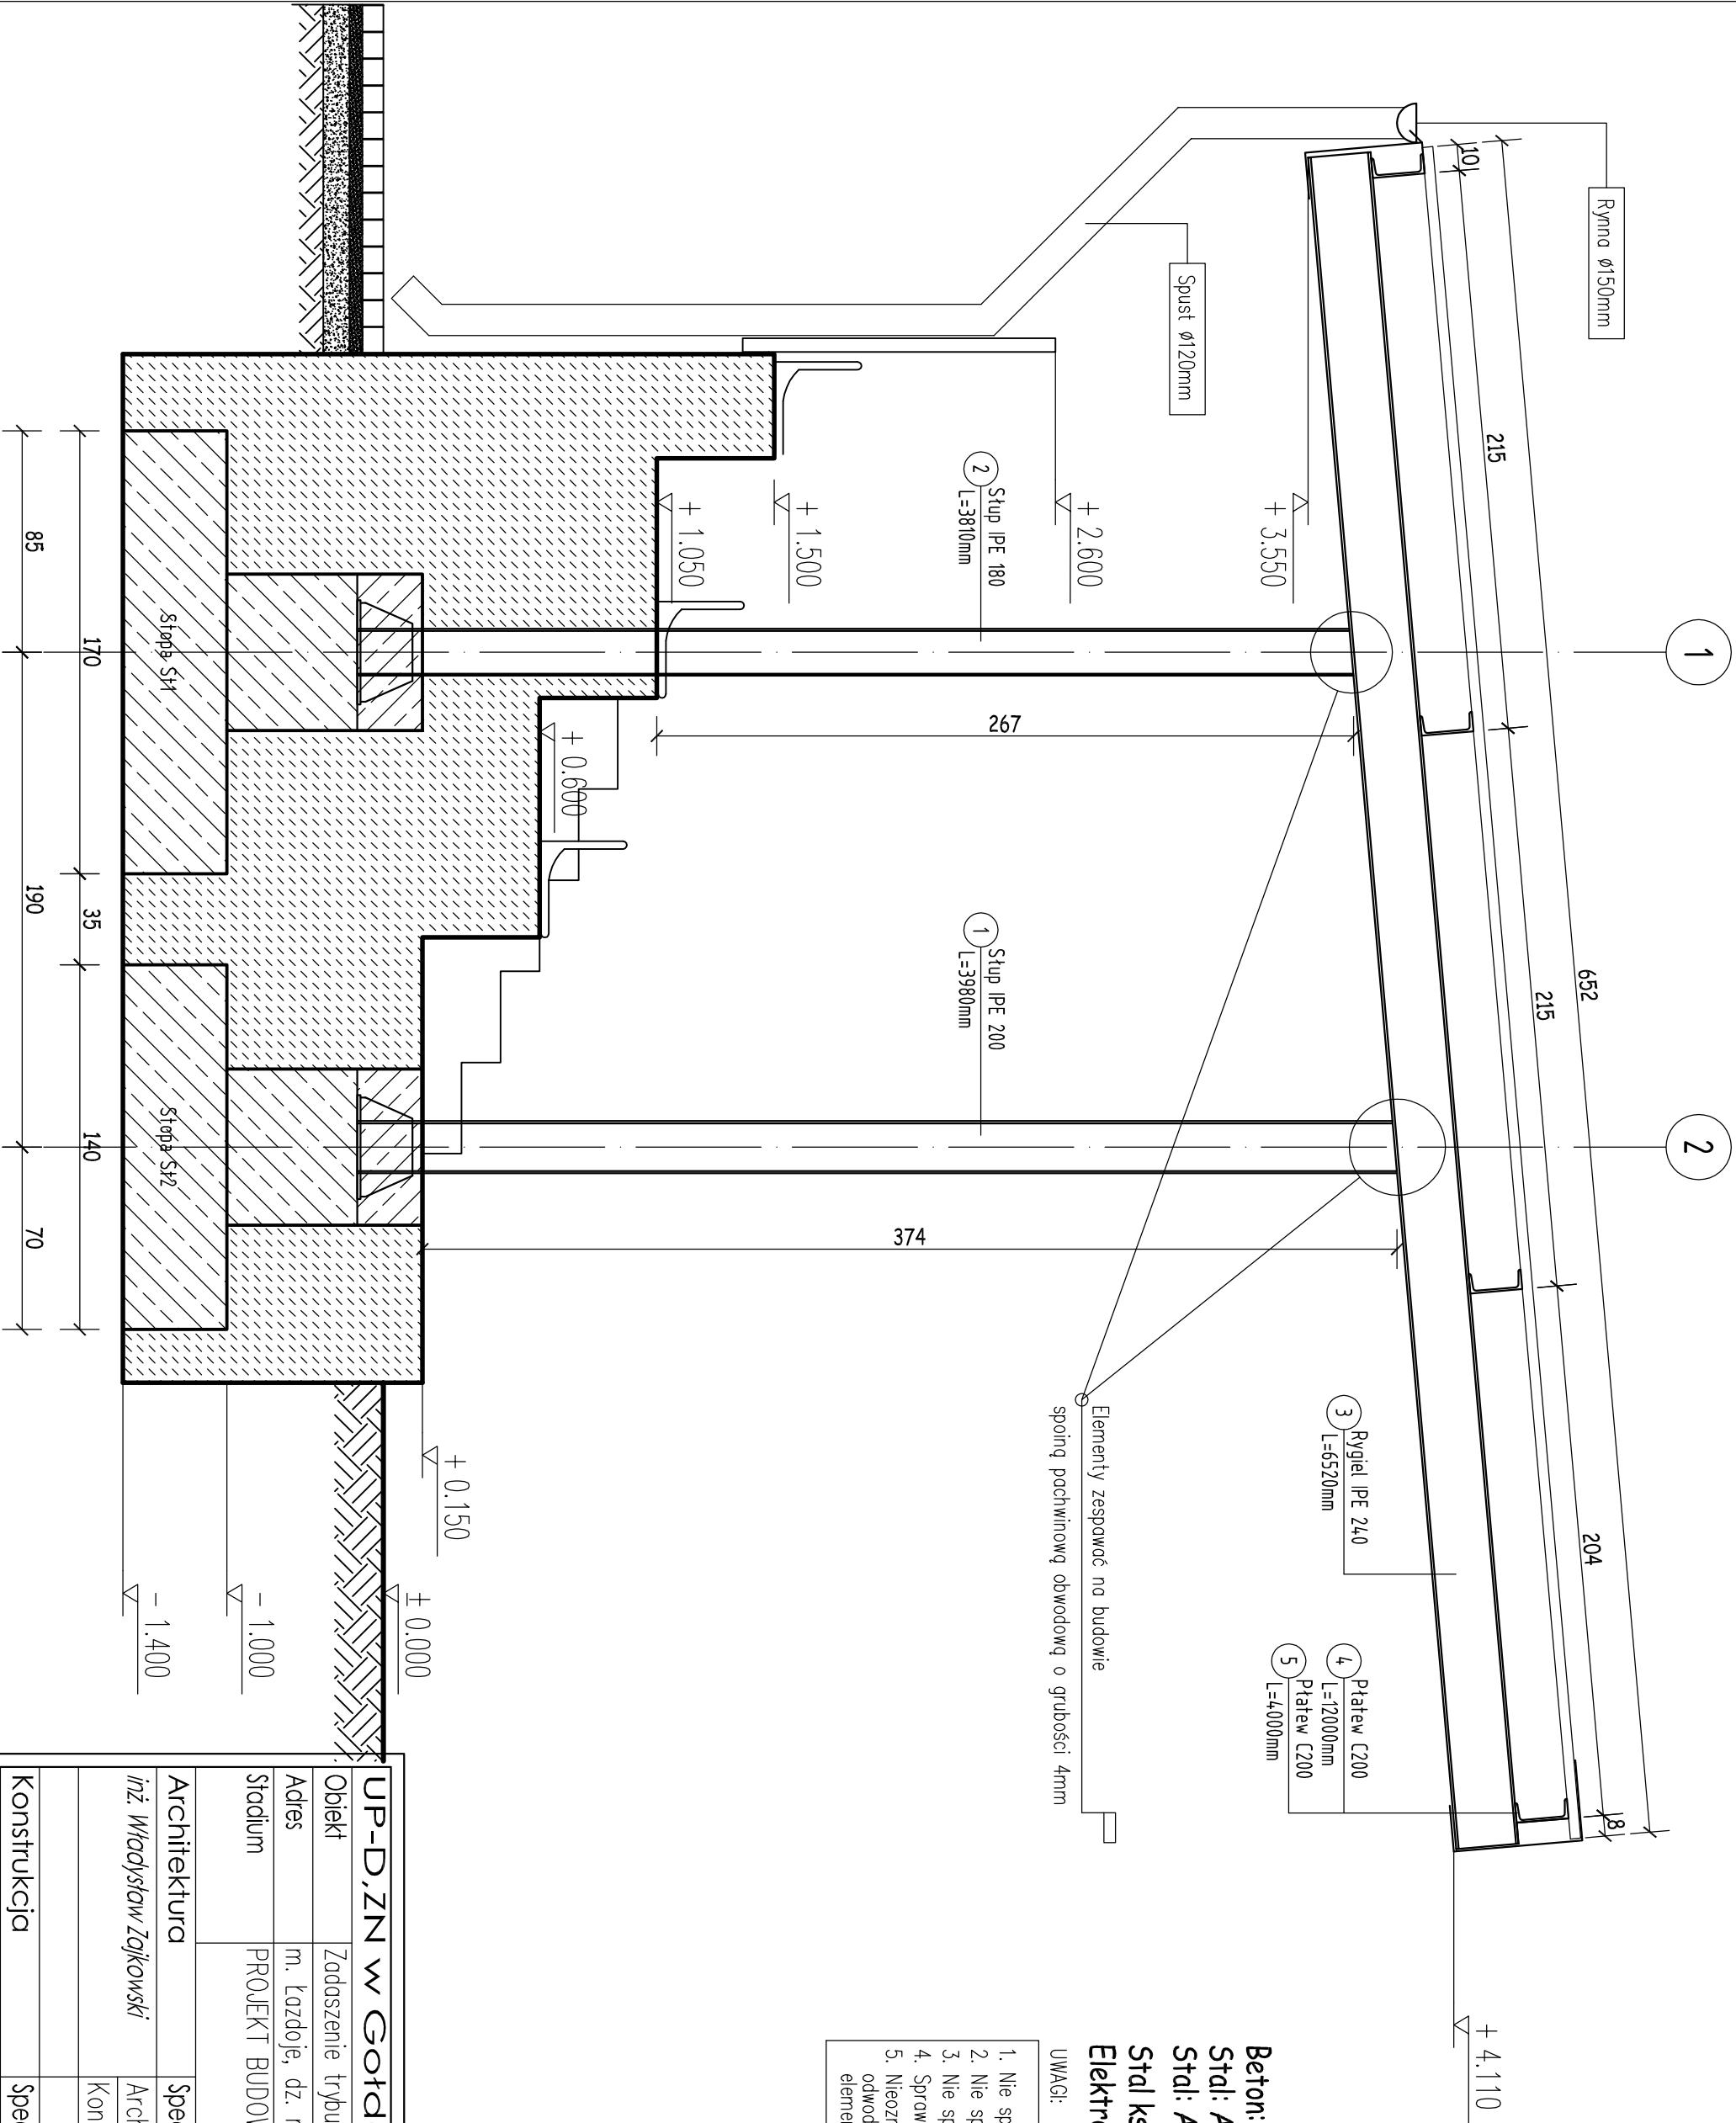 1
2
652
10
215
215
204
8
Rynna Ø150mm
Spust Ø120mm
+ 3.550
+ 2.600
+ 1.500
+ 1.050
+ 0.600
2
Słup IPE 180
L=3810mm
1
Słup IPE 200
L=3980mm
267
374
3
Rygiel IPE 240
L=6520mm
4
Płatew C200
L=12000mm
5
Płatew C200
L=4000mm
Elementy zespawać na budowie
spoiną pachwinową obwodową o grubości 4mm
+ 4.110
+ 0.150
± 0.000
- 1.000
- 1.400
Stopa St1
Stopa St2
170
35
140
85
190
70
Beton:
Stal: A
Stal: A
Stal ks
Elektro
UWAGI:
1. Nie sp
2. Nie sp
3. Nie sp
4. Spraw
5. Nieozn
odwod
elemen
UP-D,ZN w Gołd
Obiekt
Zadaszenie trybu
Adres
m. Łazdoje, dz. n
Stadium
PROJEKT BUDOW
Architektura
Spec
inż. Władysław Zajkowski
Arch
Kon
Konstrukcja
Spec